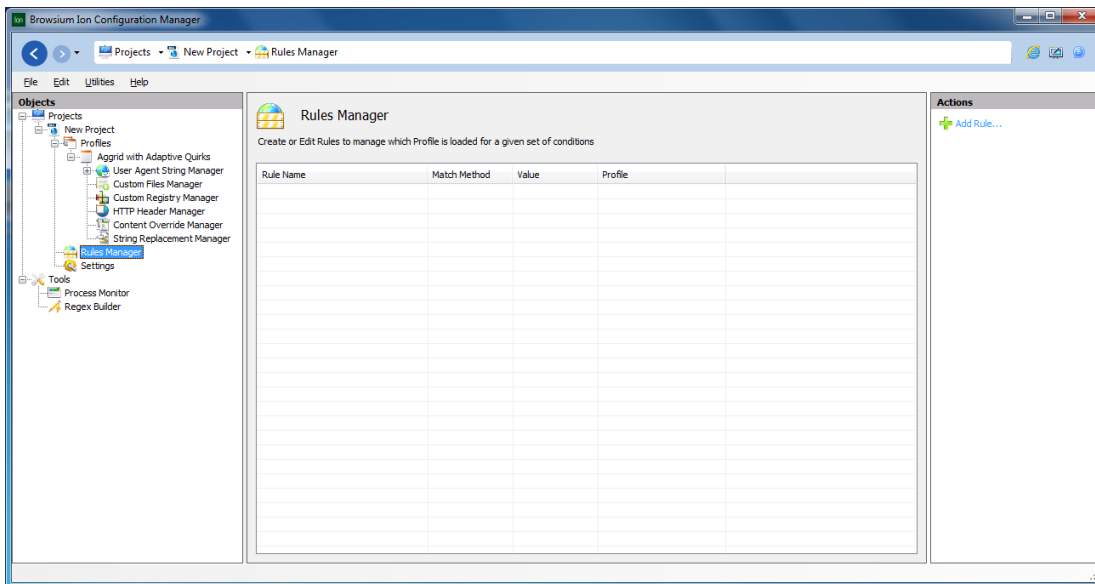 Ion Browsium Ion Configuration Manager
Projects New Project Rules Manager
File Edit Utilities Help
Objects
Projects
New Project
Profiles
Aggrid with Adaptive Quirks
User Agent String Manager
Custom Files Manager
Custom Registry Manager
HTTP Header Manager
Content Override Manager
String Replacement Manager
Rules Manager
Settings
Tools
Process Monitor
Regex Builder
Rules Manager
Create or Edit Rules to manage which Profile is loaded for a given set of conditions
Rule Name Match Method Value Profile
Actions
Add Rule...